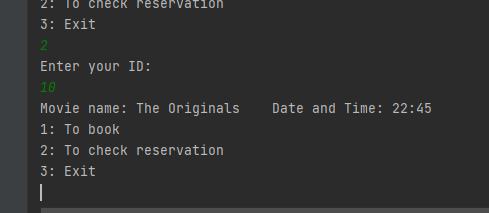 2: To check reservation
3: Exit
2
Enter your ID:
10
Movie name: The Originals    Date and Time: 22:45
1: To book
2: To check reservation
3: Exit